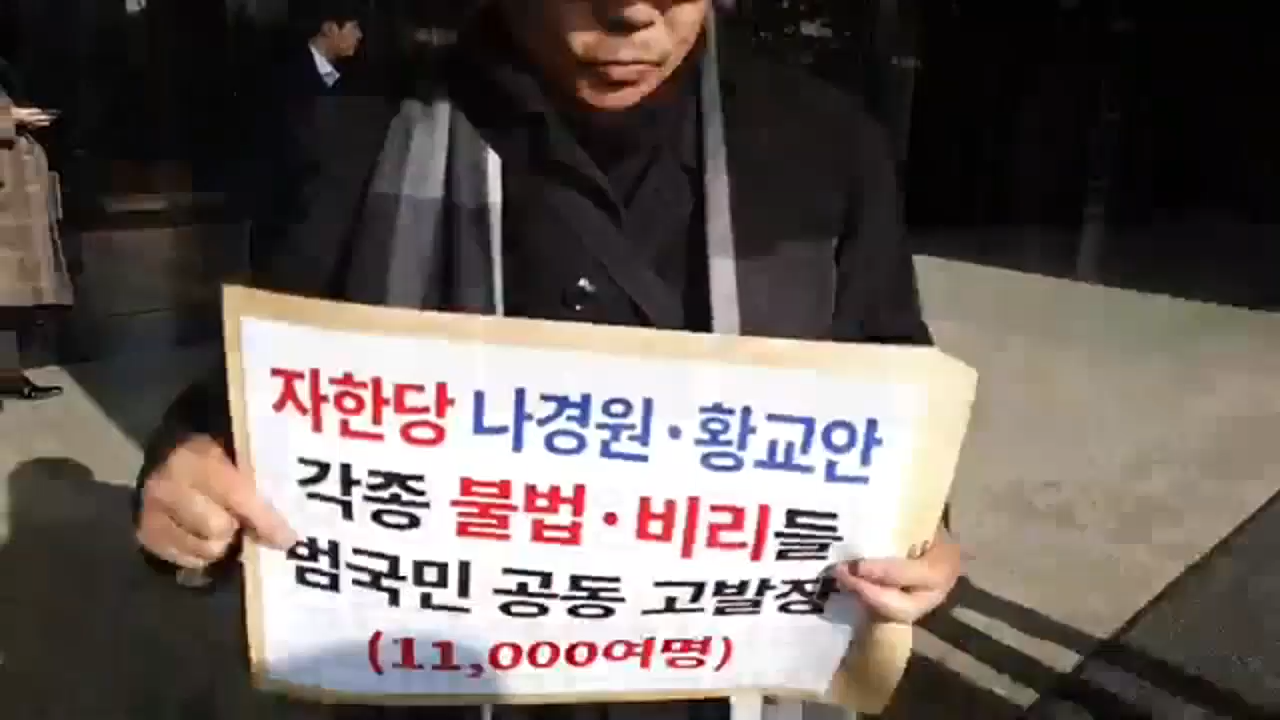 자한당 나경원·황교안
각종 불법·비리들
범국민 공동 고발장
(11,000여명)